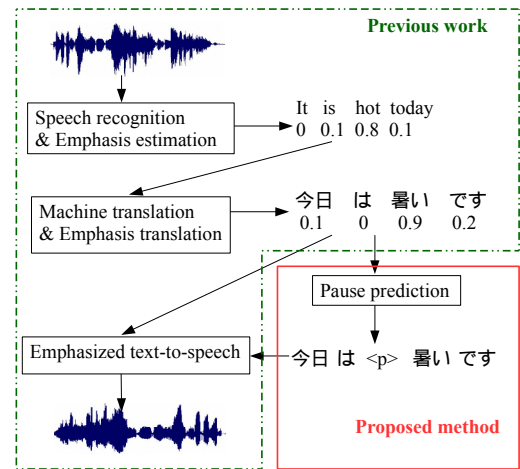 Previous work
Speech recognition
& Emphasis estimation
It is hot today
0 0.1 0.8 0.1
Machine translation
& Emphasis translation
今日 は 暑い です
0.1 0 0.9 0.2
Pause prediction
Emphasized text-to-speech
今日 は <p> 暑い です
Proposed method